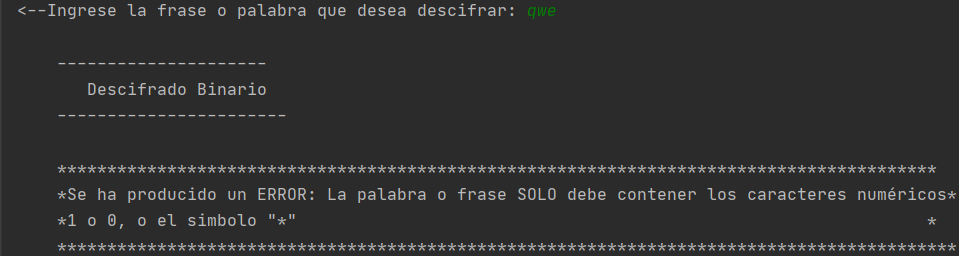 <--Ingrese la frase o palabra que desea descifrar: qwe
---------------------
Descifrado Binario
-----------------------
****************************************************************************************
*Se ha producido un ERROR: La palabra o frase SOLO debe contener los caracteres numéricos*
*1 o 0, o el simbolo "*" *
******************************************************************************************